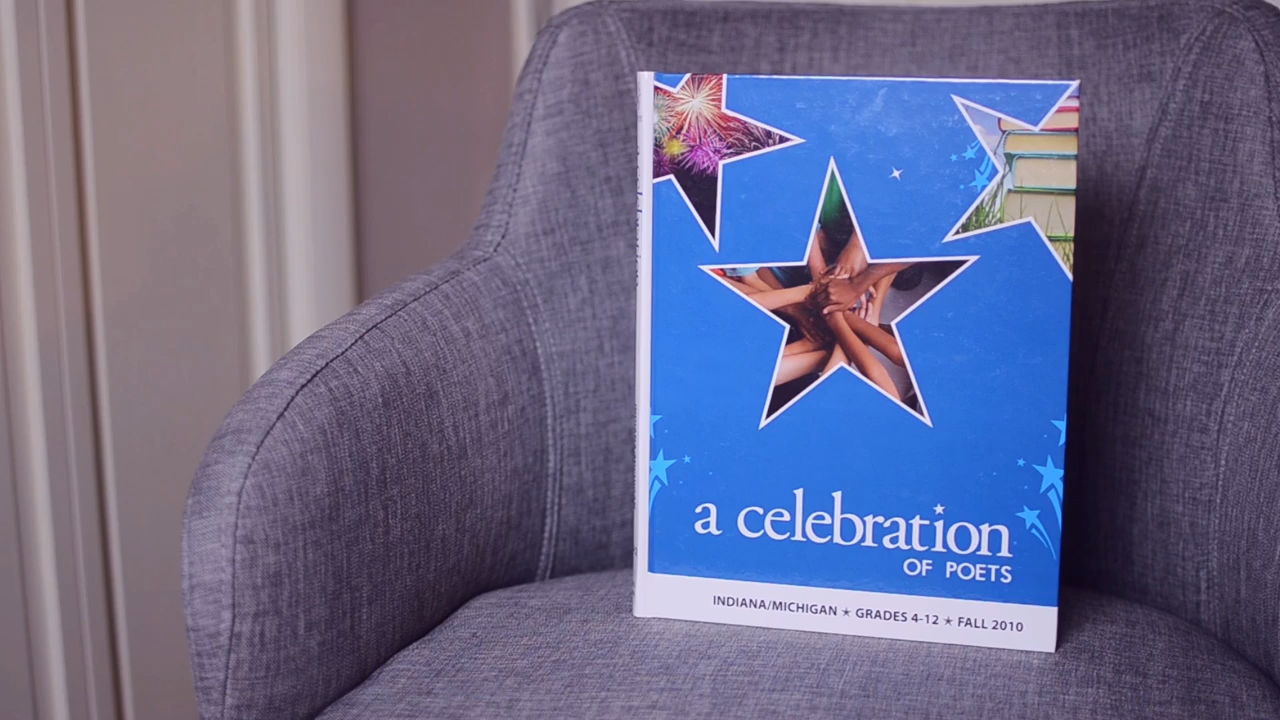 a celebration
OF POETS
INDIANA/MICHIGAN ★ GRADES 4-12 ★ FALL 2010